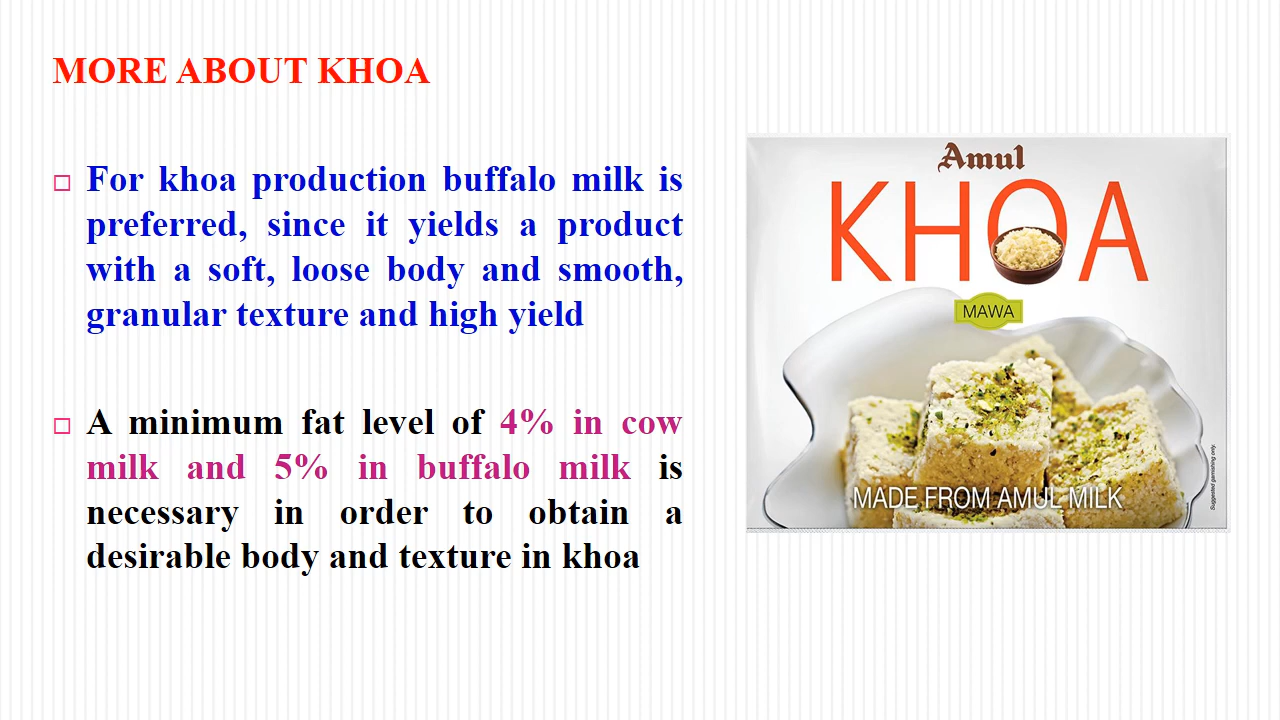 MORE ABOUT KHOA
For khoa production buffalo milk is
preferred, since it yields a product
with a soft, loose body and smooth,
granular texture and high yield
A minimum fat level of 4% in cow
milk and 5% in buffalo milk is
necessary in order to obtain a
desirable body and texture in khoa
Amul
KHOA
MAWA
MADE FROM AMUL MILK
Suggested garnishing only.